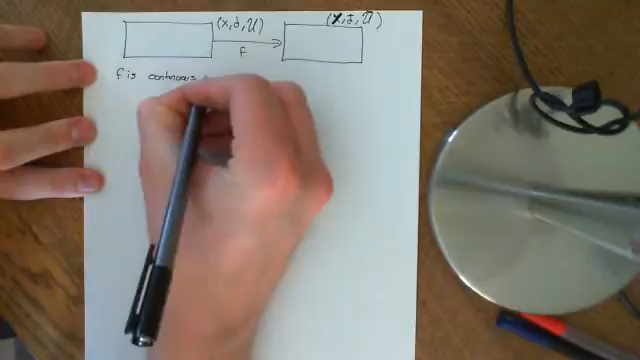 (x, ∂, U) (x, ∂, U)
f
f is continuous